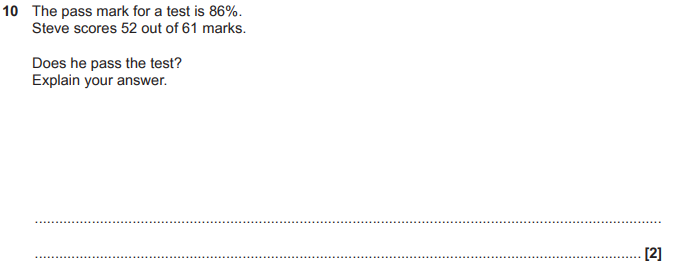 10 The pass mark for a test is 86%.
Steve scores 52 out of 61 marks.
Does he pass the test?
Explain your answer.
..........................................................................................................................................................
..................................................................................................................................................... [2]